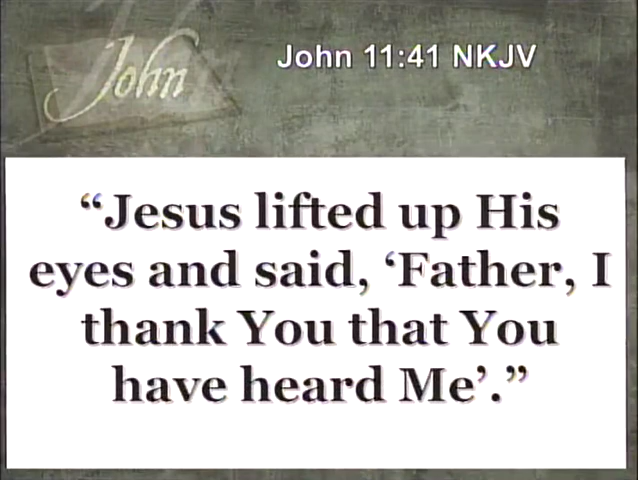 John
John 11:41 NKJV
“Jesus lifted up His
eyes and said, ‘Father, I
thank You that You
have heard Me’.”